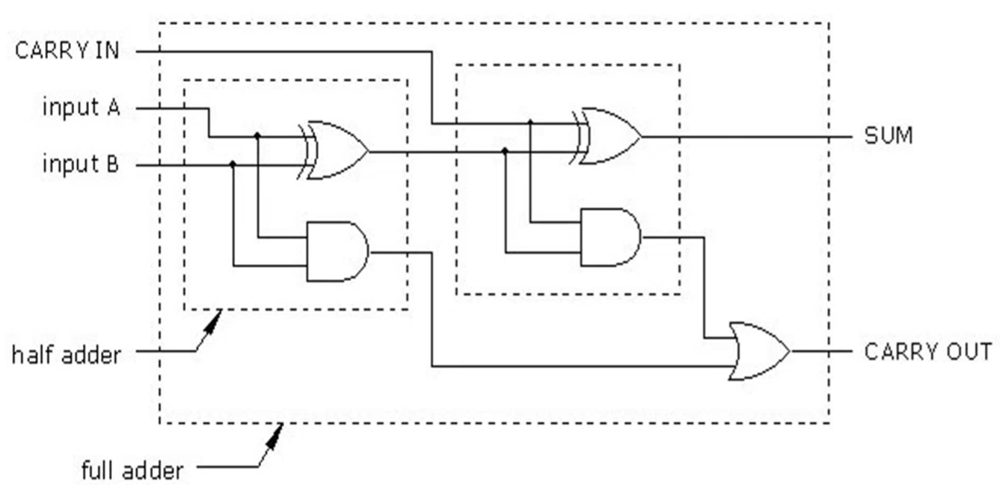 CARRY IN
input A
input B
SUM
half adder
CARRY OUT
full adder